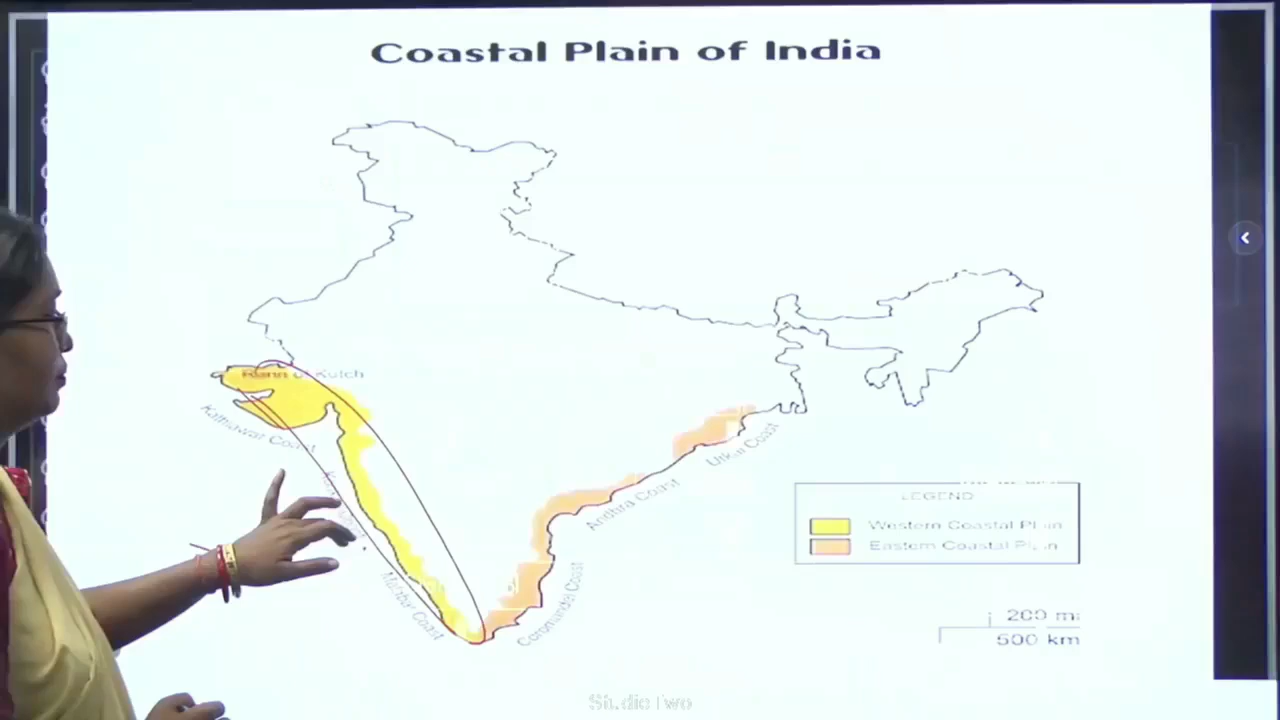 Coastal Plain of India
Rann of Kutch
Kathiawar Coast
Malabar Coast
Coromandel Coast
Andhra Coast
Utkal Coast
LEGEND
Western Coastal Plain
Eastern Coastal Plain
200 mi
500 km